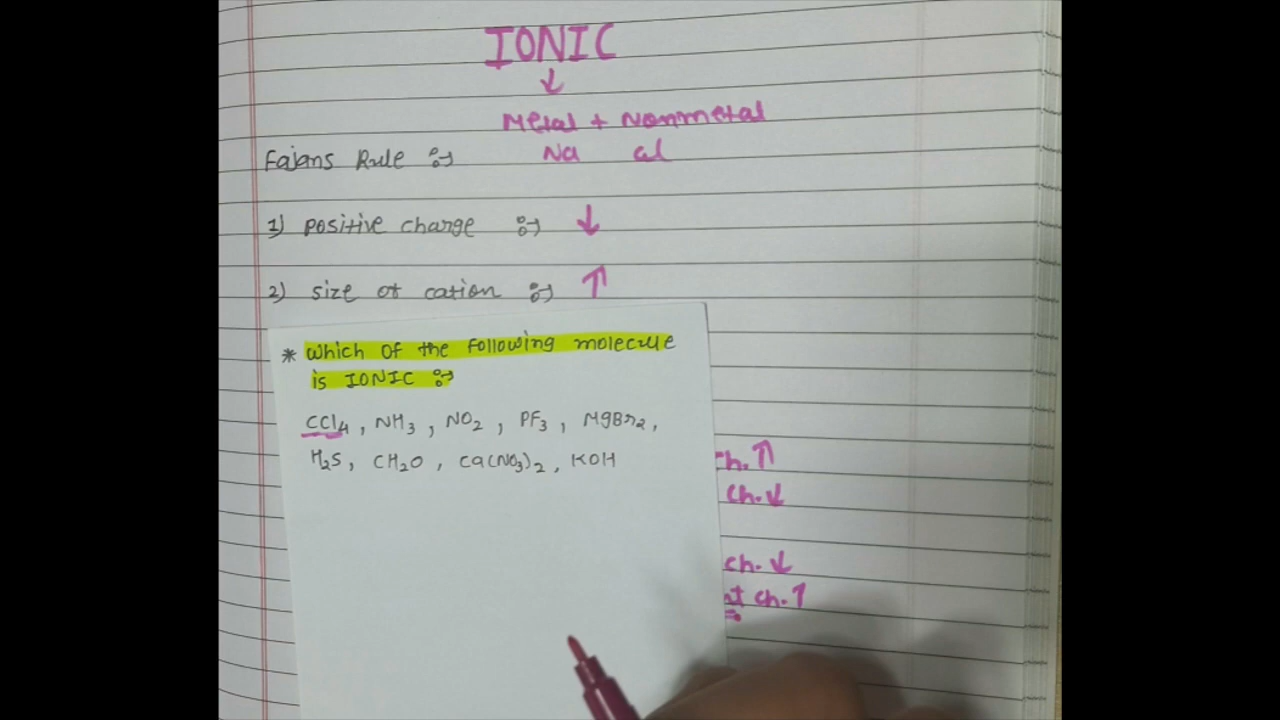 IONIC
↓
Metal + Nonmetal
Fajans Rule :→ Na Cl
1) positive charge :→ ↓
2) size of cation :→ ↑
* which of the following molecule
is IONIC :→
CCl4, NH3, NO2, PF3, MgBr2,
H2S, CH2O, Ca(NO3)2, KOH
ch. ↑
ch. ↓
ch. ↓
ch. ↑